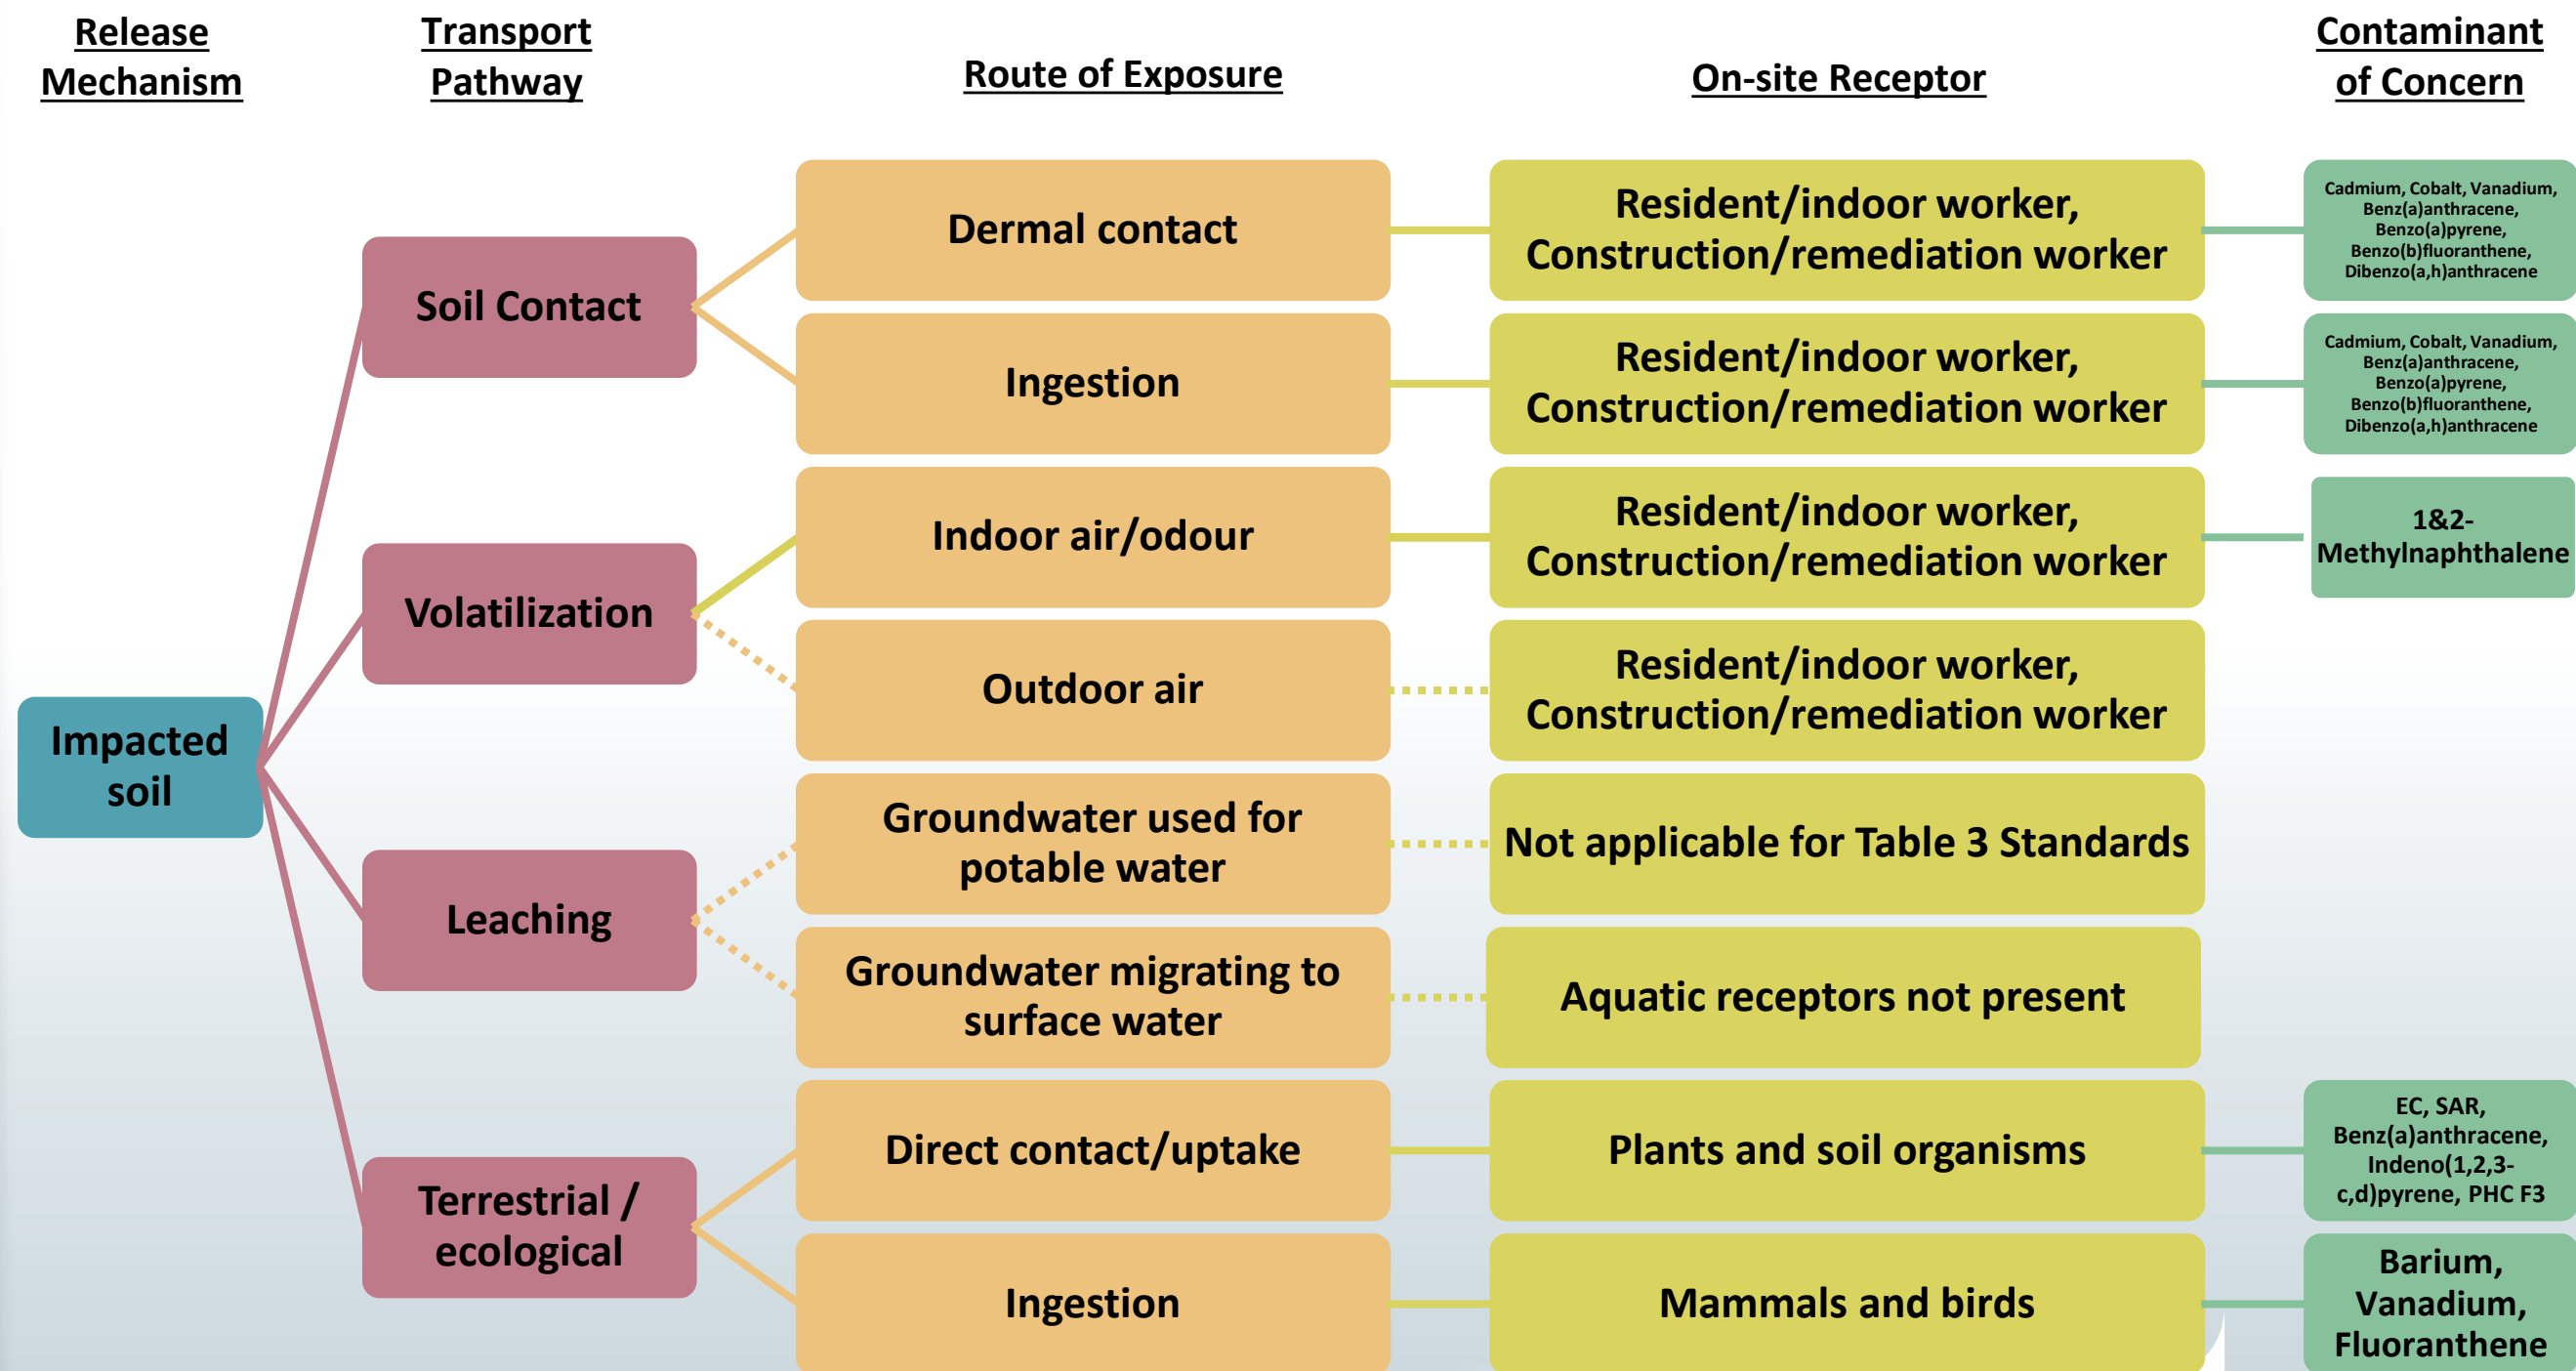 Release
Mechanism
Transport
Pathway
Route of Exposure
On-site Receptor
Contaminant
of Concern
Impacted
soil
Soil Contact
Dermal contact
Resident/indoor worker,
Construction/remediation worker
Cadmium, Cobalt, Vanadium,
Benz(a)anthracene,
Benzo(a)pyrene,
Benzo(b)fluoranthene,
Dibenzo(a,h)anthracene
Ingestion
Resident/indoor worker,
Construction/remediation worker
Cadmium, Cobalt, Vanadium,
Benz(a)anthracene,
Benzo(a)pyrene,
Benzo(b)fluoranthene,
Dibenzo(a,h)anthracene
Volatilization
Indoor air/odour
Resident/indoor worker,
Construction/remediation worker
1&2-
Methylnaphthalene
Outdoor air
Resident/indoor worker,
Construction/remediation worker
Leaching
Groundwater used for
potable water
Not applicable for Table 3 Standards
Groundwater migrating to
surface water
Aquatic receptors not present
Terrestrial /
ecological
Direct contact/uptake
Plants and soil organisms
EC, SAR,
Benz(a)anthracene,
Indeno(1,2,3-
c,d)pyrene, PHC F3
Ingestion
Mammals and birds
Barium,
Vanadium,
Fluoranthene